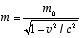 m = m₀ / √(1 − v² / c²)